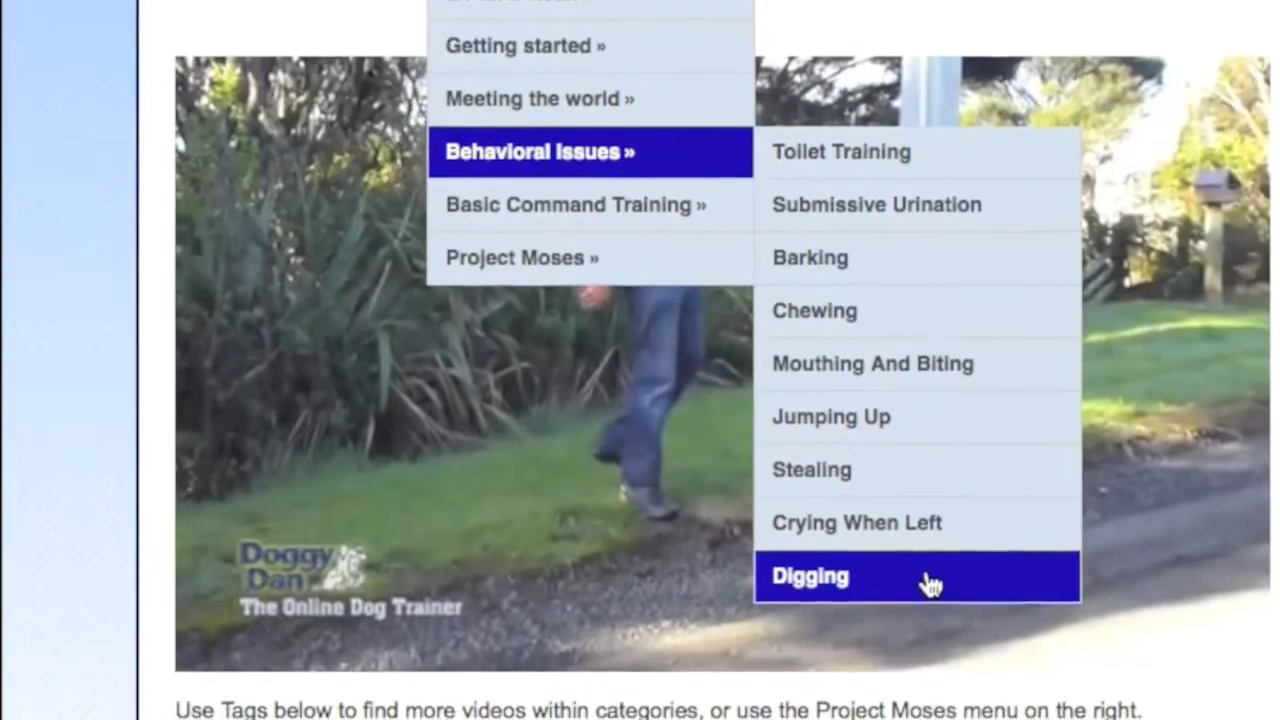 Getting started »
Meeting the world »
Behavioral Issues »
Basic Command Training »
Project Moses »
Toilet Training
Submissive Urination
Barking
Chewing
Mouthing And Biting
Jumping Up
Stealing
Crying When Left
Digging
Doggy
Dan
The Online Dog Trainer
Use Tags below to find more videos within categories, or use the Project Moses menu on the right.